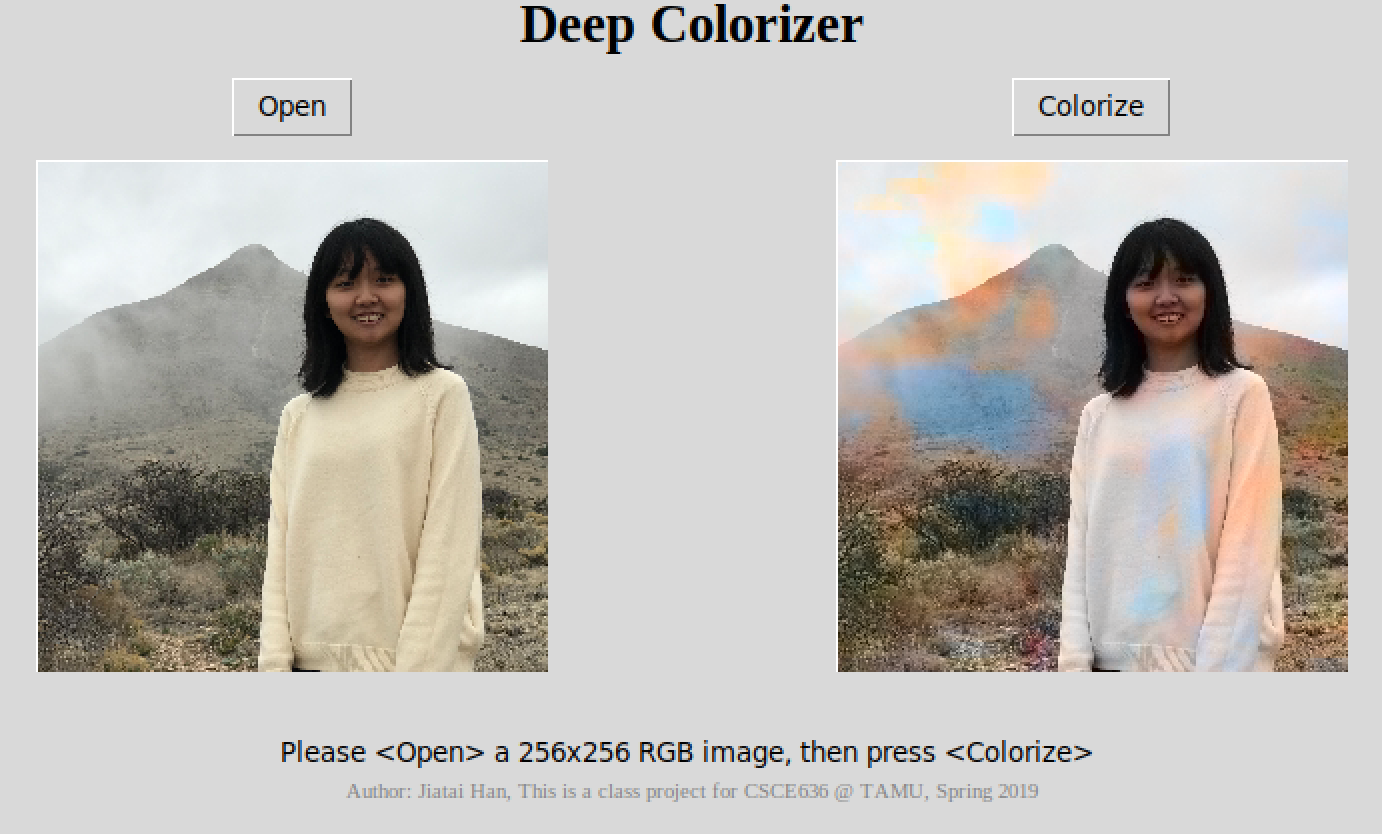 Deep Colorizer
Open
Colorize
Please <Open> a 256x256 RGB image, then press <Colorize>
Author: Jiatai Han, This is a class project for CSCE636 @ TAMU, Spring 2019